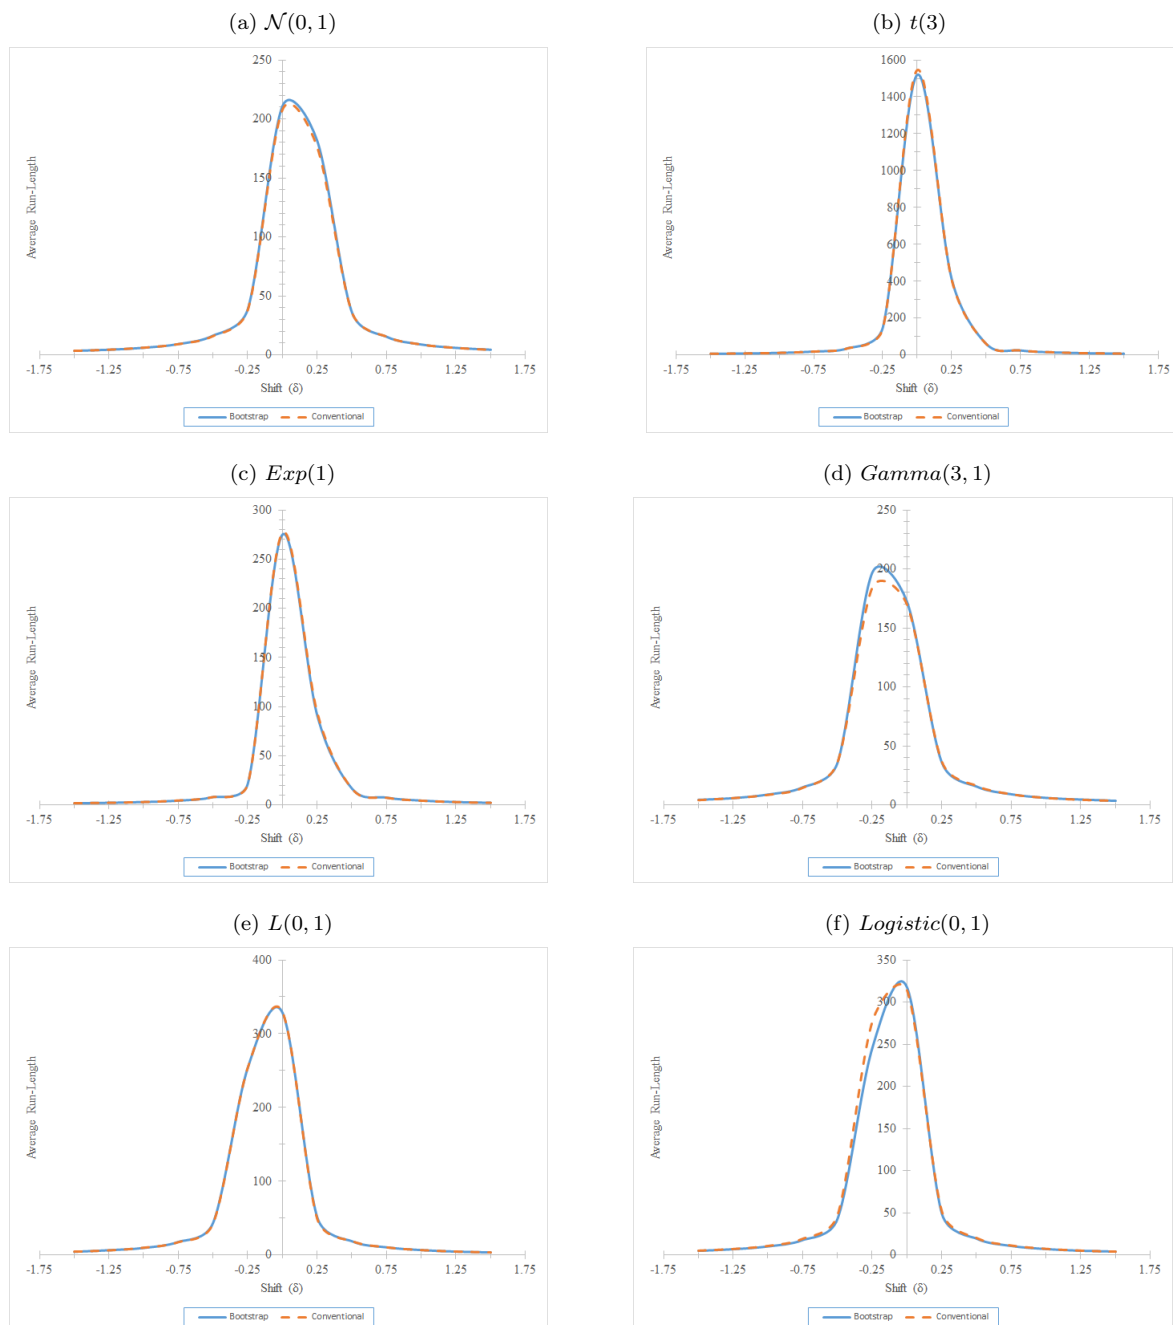 (a) N(0, 1)
250
200
150
100
50
0
-1.75 -1.25 -0.75 -0.25 0.25 0.75 1.25 1.75
Average Run-Length
Shift (δ)
Bootstrap Conventional
(b) t(3)
1600
1400
1200
1000
800
600
400
200
0
-1.75 -1.25 -0.75 -0.25 0.25 0.75 1.25 1.75
Average Run-Length
Shift (δ)
Bootstrap Conventional
(c) Exp(1)
300
250
200
150
100
50
0
-1.75 -1.25 -0.75 -0.25 0.25 0.75 1.25 1.75
Average Run-Length
Shift (δ)
Bootstrap Conventional
(d) Gamma(3, 1)
250
200
150
100
50
0
-1.75 -1.25 -0.75 -0.25 0.25 0.75 1.25 1.75
Average Run-Length
Shift (δ)
Bootstrap Conventional
(e) L(0, 1)
400
300
200
100
0
-1.75 -1.25 -0.75 -0.25 0.25 0.75 1.25 1.75
Average Run-Length
Shift (δ)
Bootstrap Conventional
(f) Logistic(0, 1)
350
300
250
200
150
100
50
0
-1.75 -1.25 -0.75 -0.25 0.25 0.75 1.25 1.75
Average Run-Length
Shift (δ)
Bootstrap Conventional